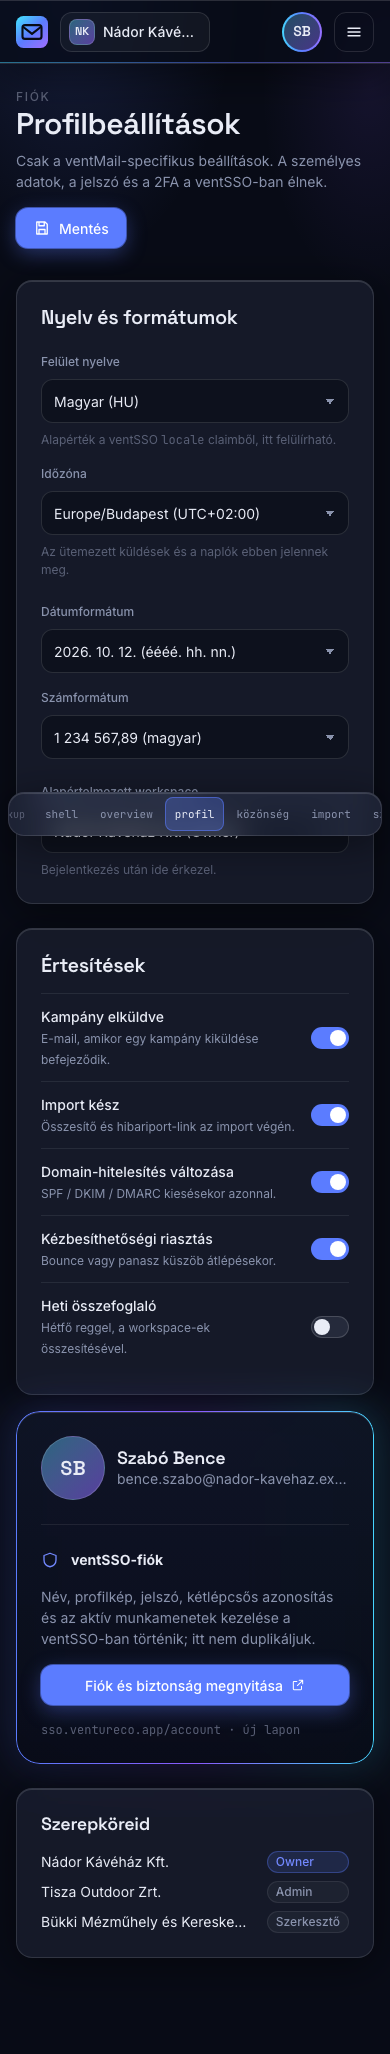 NK Nádor Kávé... SB
FIÓK
Profilbeállítások
Csak a ventMail-specifikus beállítások. A személyes
adatok, a jelszó és a 2FA a ventSSO-ban élnek.
Mentés
Nyelv és formátumok
Felület nyelve
Magyar (HU)
Alapérték a ventSSO locale claimből, itt felülírható.
Időzóna
Europe/Budapest (UTC+02:00)
Az ütemezett küldések és a naplók ebben jelennek
meg.
Dátumformátum
2026. 10. 12. (éééé. hh. nn.)
Számformátum
1 234 567,89 (magyar)
Alapértelmezett workspace
shell overview profil közönség import
Bejelentkezés után ide érkezel.
Értesítések
Kampány elküldve
E-mail, amikor egy kampány kiküldése
befejeződik.
Import kész
Összesítő és hibariport-link az import végén.
Domain-hitelesítés változása
SPF / DKIM / DMARC kiesésekor azonnal.
Kézbesíthetőségi riasztás
Bounce vagy panasz küszöb átlépésekor.
Heti összefoglaló
Hétfő reggel, a workspace-ek
összesítésével.
SB Szabó Bence
bence.szabo@nador-kavehaz.ex...
ventSSO-fiók
Név, profilkép, jelszó, kétlépcsős azonosítás
és az aktív munkamenetek kezelése a
ventSSO-ban történik; itt nem duplikáljuk.
Fiók és biztonság megnyitása
sso.ventureco.app/account · új lapon
Szerepköreid
Nádor Kávéház Kft. Owner
Tisza Outdoor Zrt. Admin
Bükki Mézműhely és Kereske... Szerkesztő